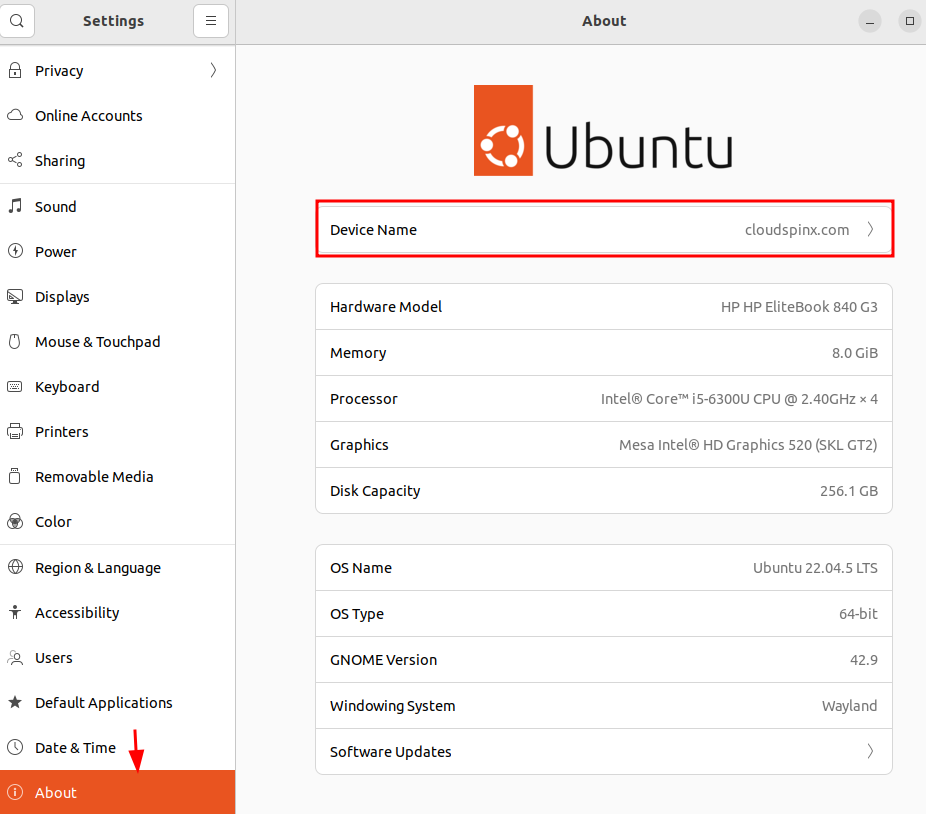 Settings
About
Privacy
Online Accounts
Sharing
Sound
Power
Displays
Mouse & Touchpad
Keyboard
Printers
Removable Media
Color
Region & Language
Accessibility
Users
Default Applications
Date & Time
About
Ubuntu
Device Name cloudspinx.com
Hardware Model HP HP EliteBook 840 G3
Memory 8.0 GiB
Processor Intel® Core™ i5-6300U CPU @ 2.40GHz × 4
Graphics Mesa Intel® HD Graphics 520 (SKL GT2)
Disk Capacity 256.1 GB
OS Name Ubuntu 22.04.5 LTS
OS Type 64-bit
GNOME Version 42.9
Windowing System Wayland
Software Updates